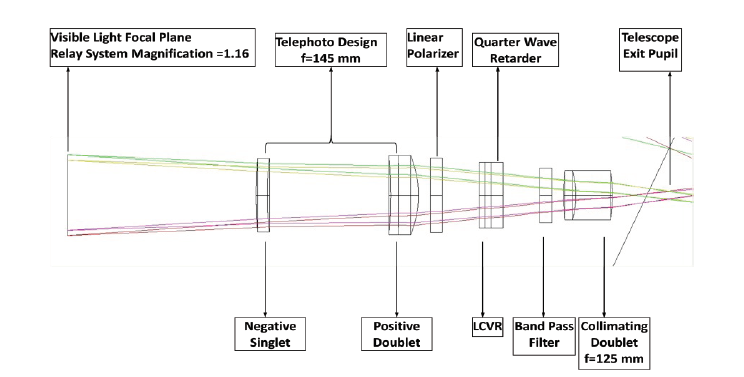 Visible Light Focal Plane
Relay System Magnification =1.16
Telephoto Design
f=145 mm
Linear
Polarizer
Quarter Wave
Retarder
Telescope
Exit Pupil
Negative
Singlet
Positive
Doublet
LCVR
Band Pass
Filter
Collimating
Doublet
f=125 mm